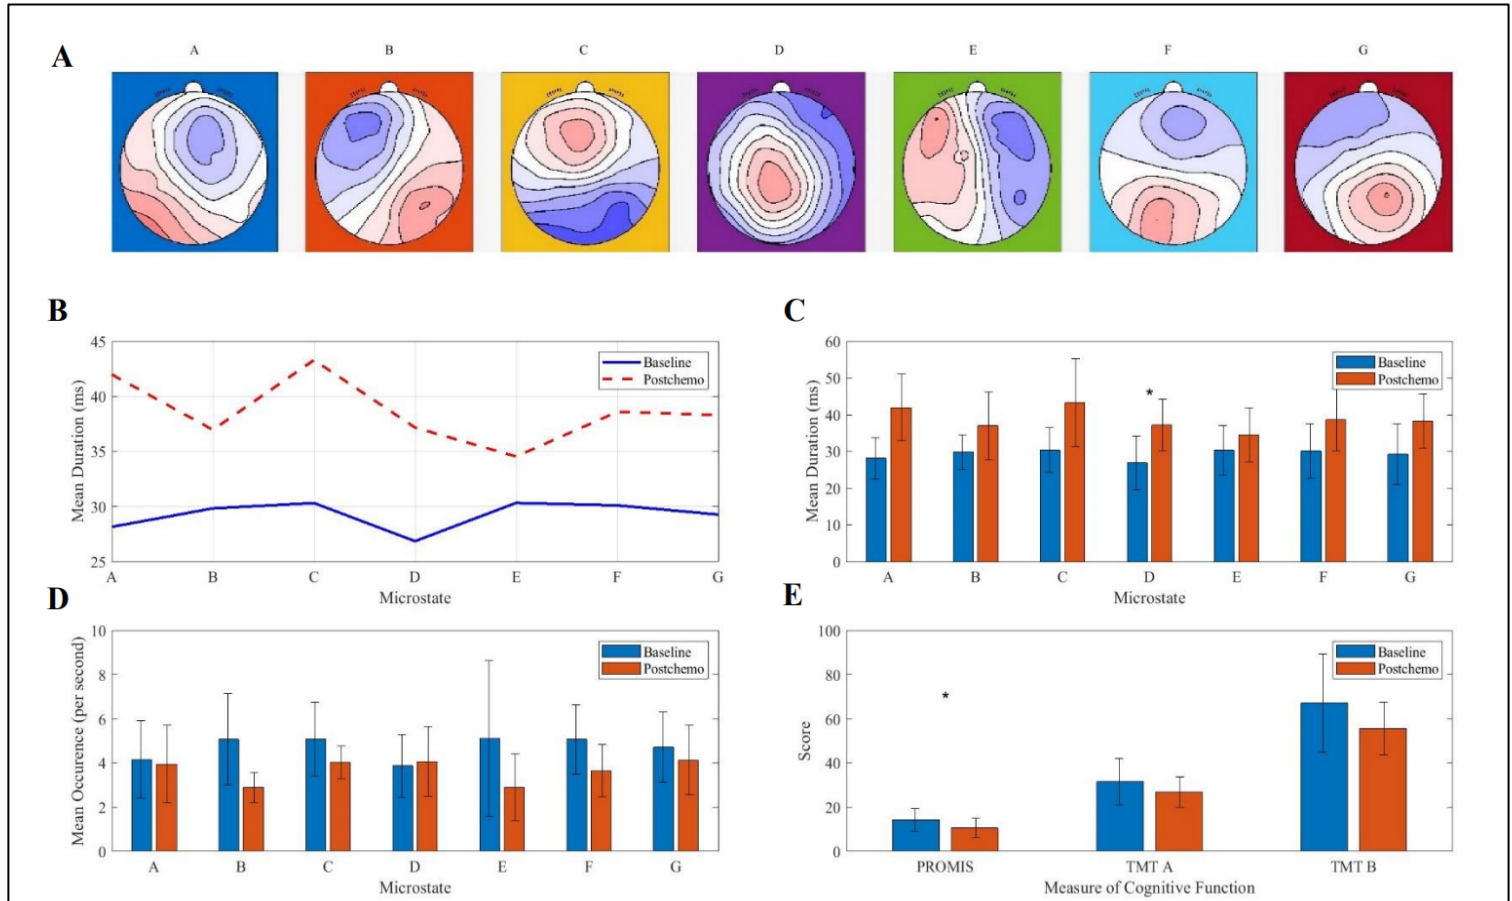 A
A B C D E F G
B
45
40
35
30
25
Mean Duration (ms)
Baseline
Postchemo
A B C D E F G
Microstate
C
60
50
40
30
20
10
0
Mean Duration (ms)
Baseline
Postchemo
*
A B C D E F G
Microstate
D
10
8
6
4
2
0
Mean Occurence (per second)
Baseline
Postchemo
A B C D E F G
Microstate
E
100
80
60
40
20
0
Score
Baseline
Postchemo
*
PROMIS TMT A TMT B
Measure of Cognitive Function